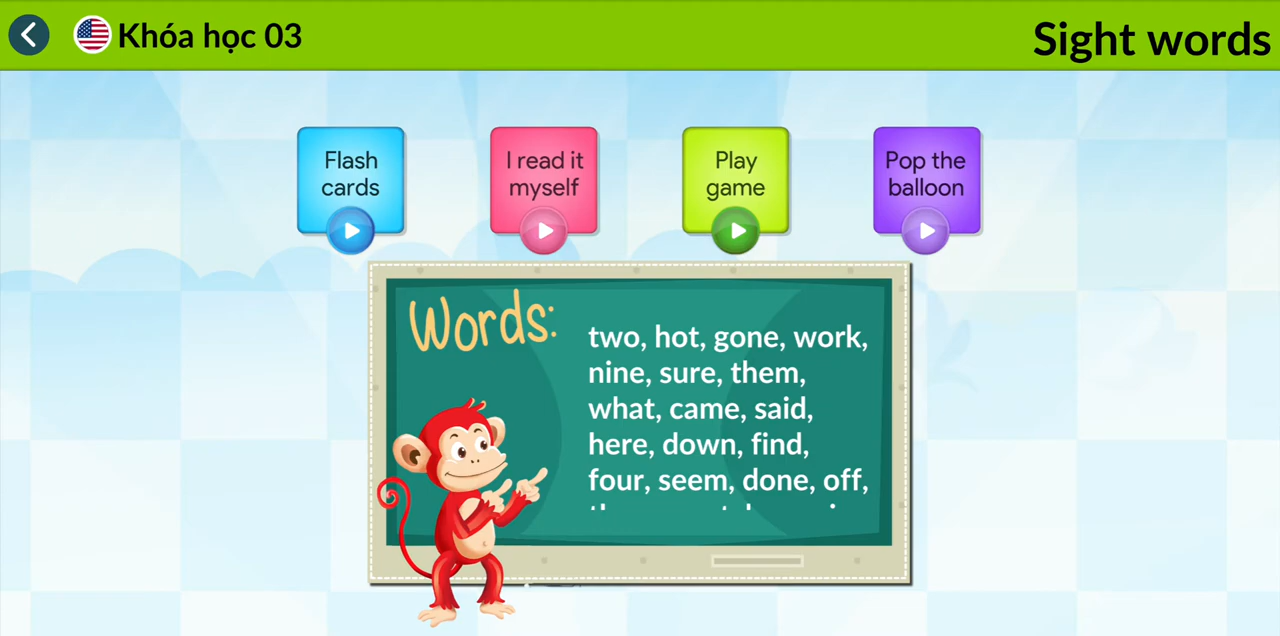 Khóa học 03
Sight words
Flash
cards
I read it
myself
Play
game
Pop the
balloon
Words:
two, hot, gone, work,
nine, sure, them,
what, came, said,
here, down, find,
four, seem, done, off,